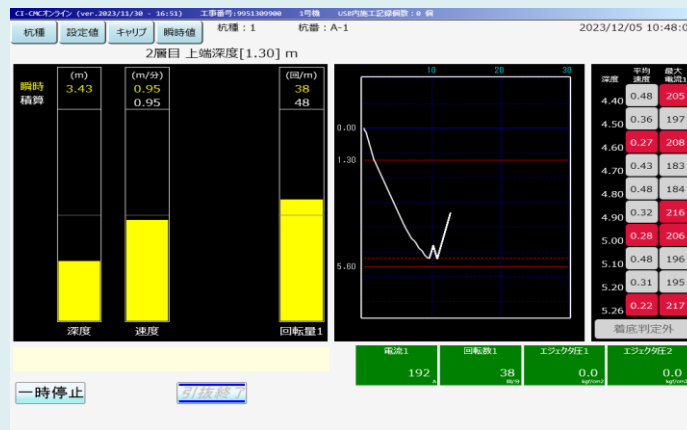 CI-CMCオンライン (ver.2023/11/30 - 16:51) 工事番号:9951309900 1号機 USB内施工記録個数:0 個
杭種 設定値 キャリブ 瞬時値 杭種:1 杭番:A-1 2023/12/05 10:48:0
2層目 上端深度[1.30] m
(m) (m/分) (回/m)
瞬時 3.43 0.95 38
積算 0.95 48
深度 速度 回転量1
10 20 30
0.00
1.30
5.60
深度 平均速度 最大電流1
4.40 0.48 205
4.50 0.36 197
4.60 0.27 208
4.70 0.43 183
4.80 0.48 184
4.90 0.32 216
5.00 0.28 206
5.10 0.48 196
5.20 0.31 195
5.26 0.22 217
着底判定外
電流1 回転数1 エジェクタ圧1 エジェクタ圧2
192 38 0.0 0.0
A 回/分 kgf/cm2 kgf/cm2
一時停止 引抜終了